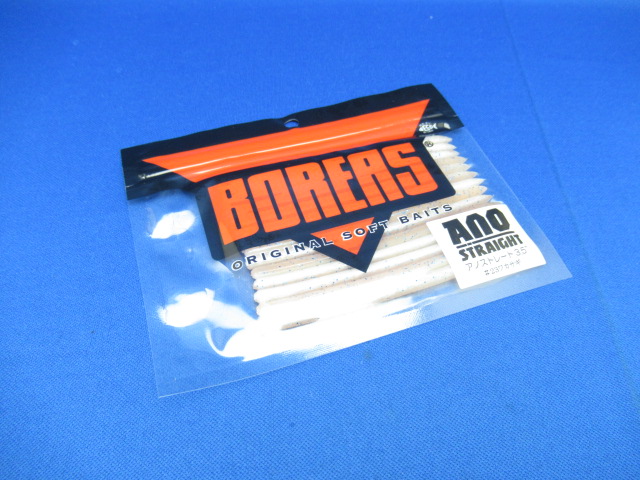 BOREAS®
ORIGINAL SOFT BAITS
Ano
STRAIGHT
アノストレート3.5"